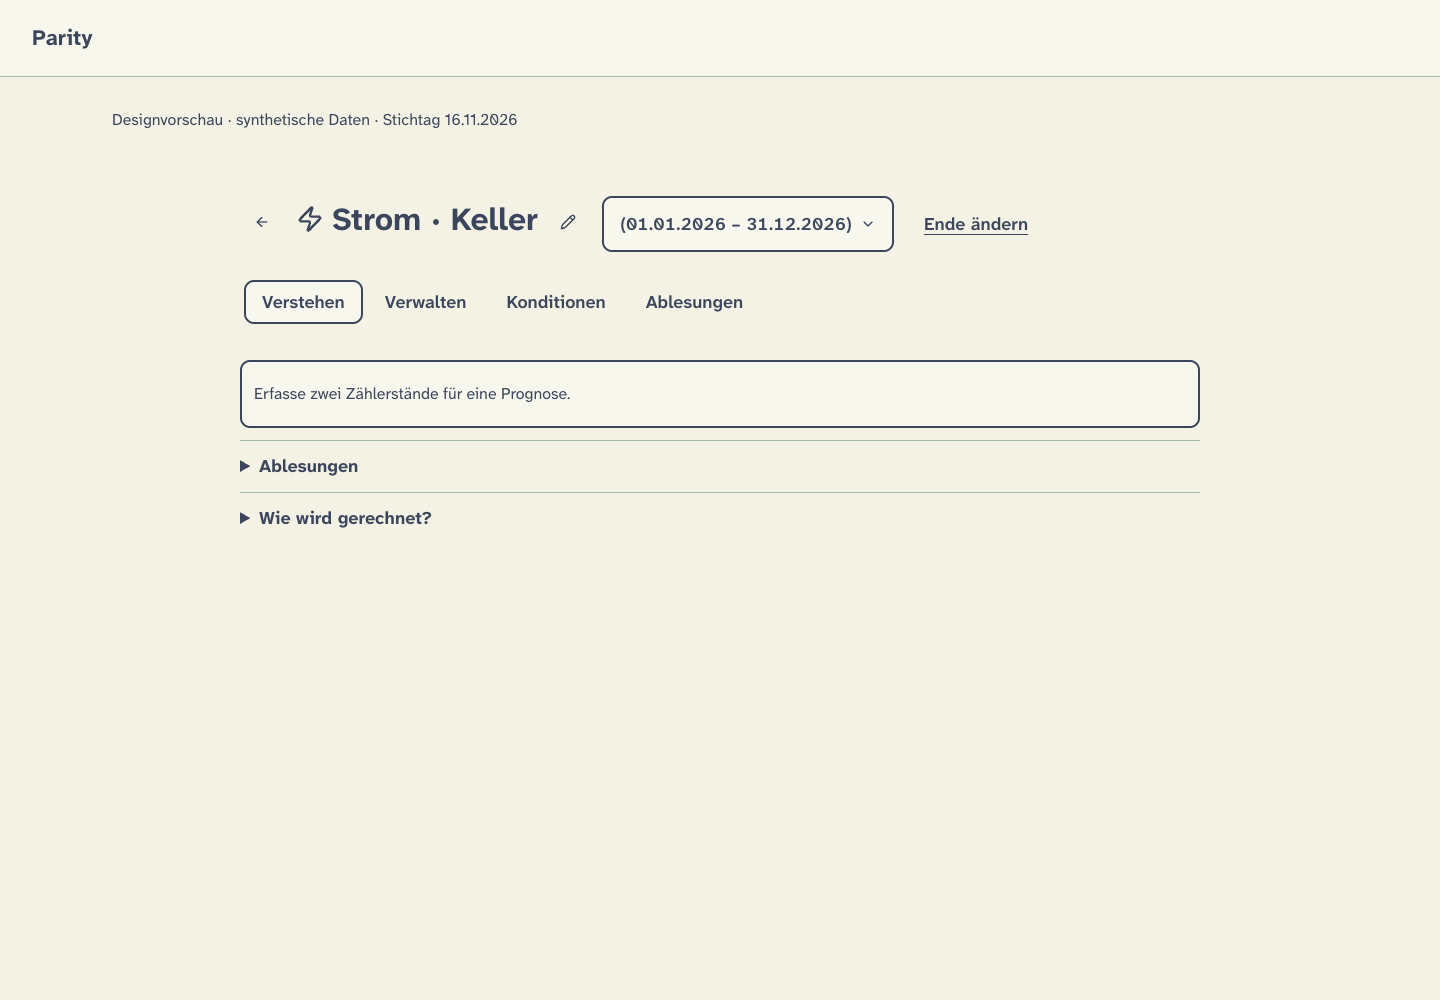 Parity
Designvorschau · synthetische Daten · Stichtag 16.11.2026
Strom · Keller
(01.01.2026 – 31.12.2026)
Ende ändern
Verstehen
Verwalten
Konditionen
Ablesungen
Erfasse zwei Zählerstände für eine Prognose.
Ablesungen
Wie wird gerechnet?